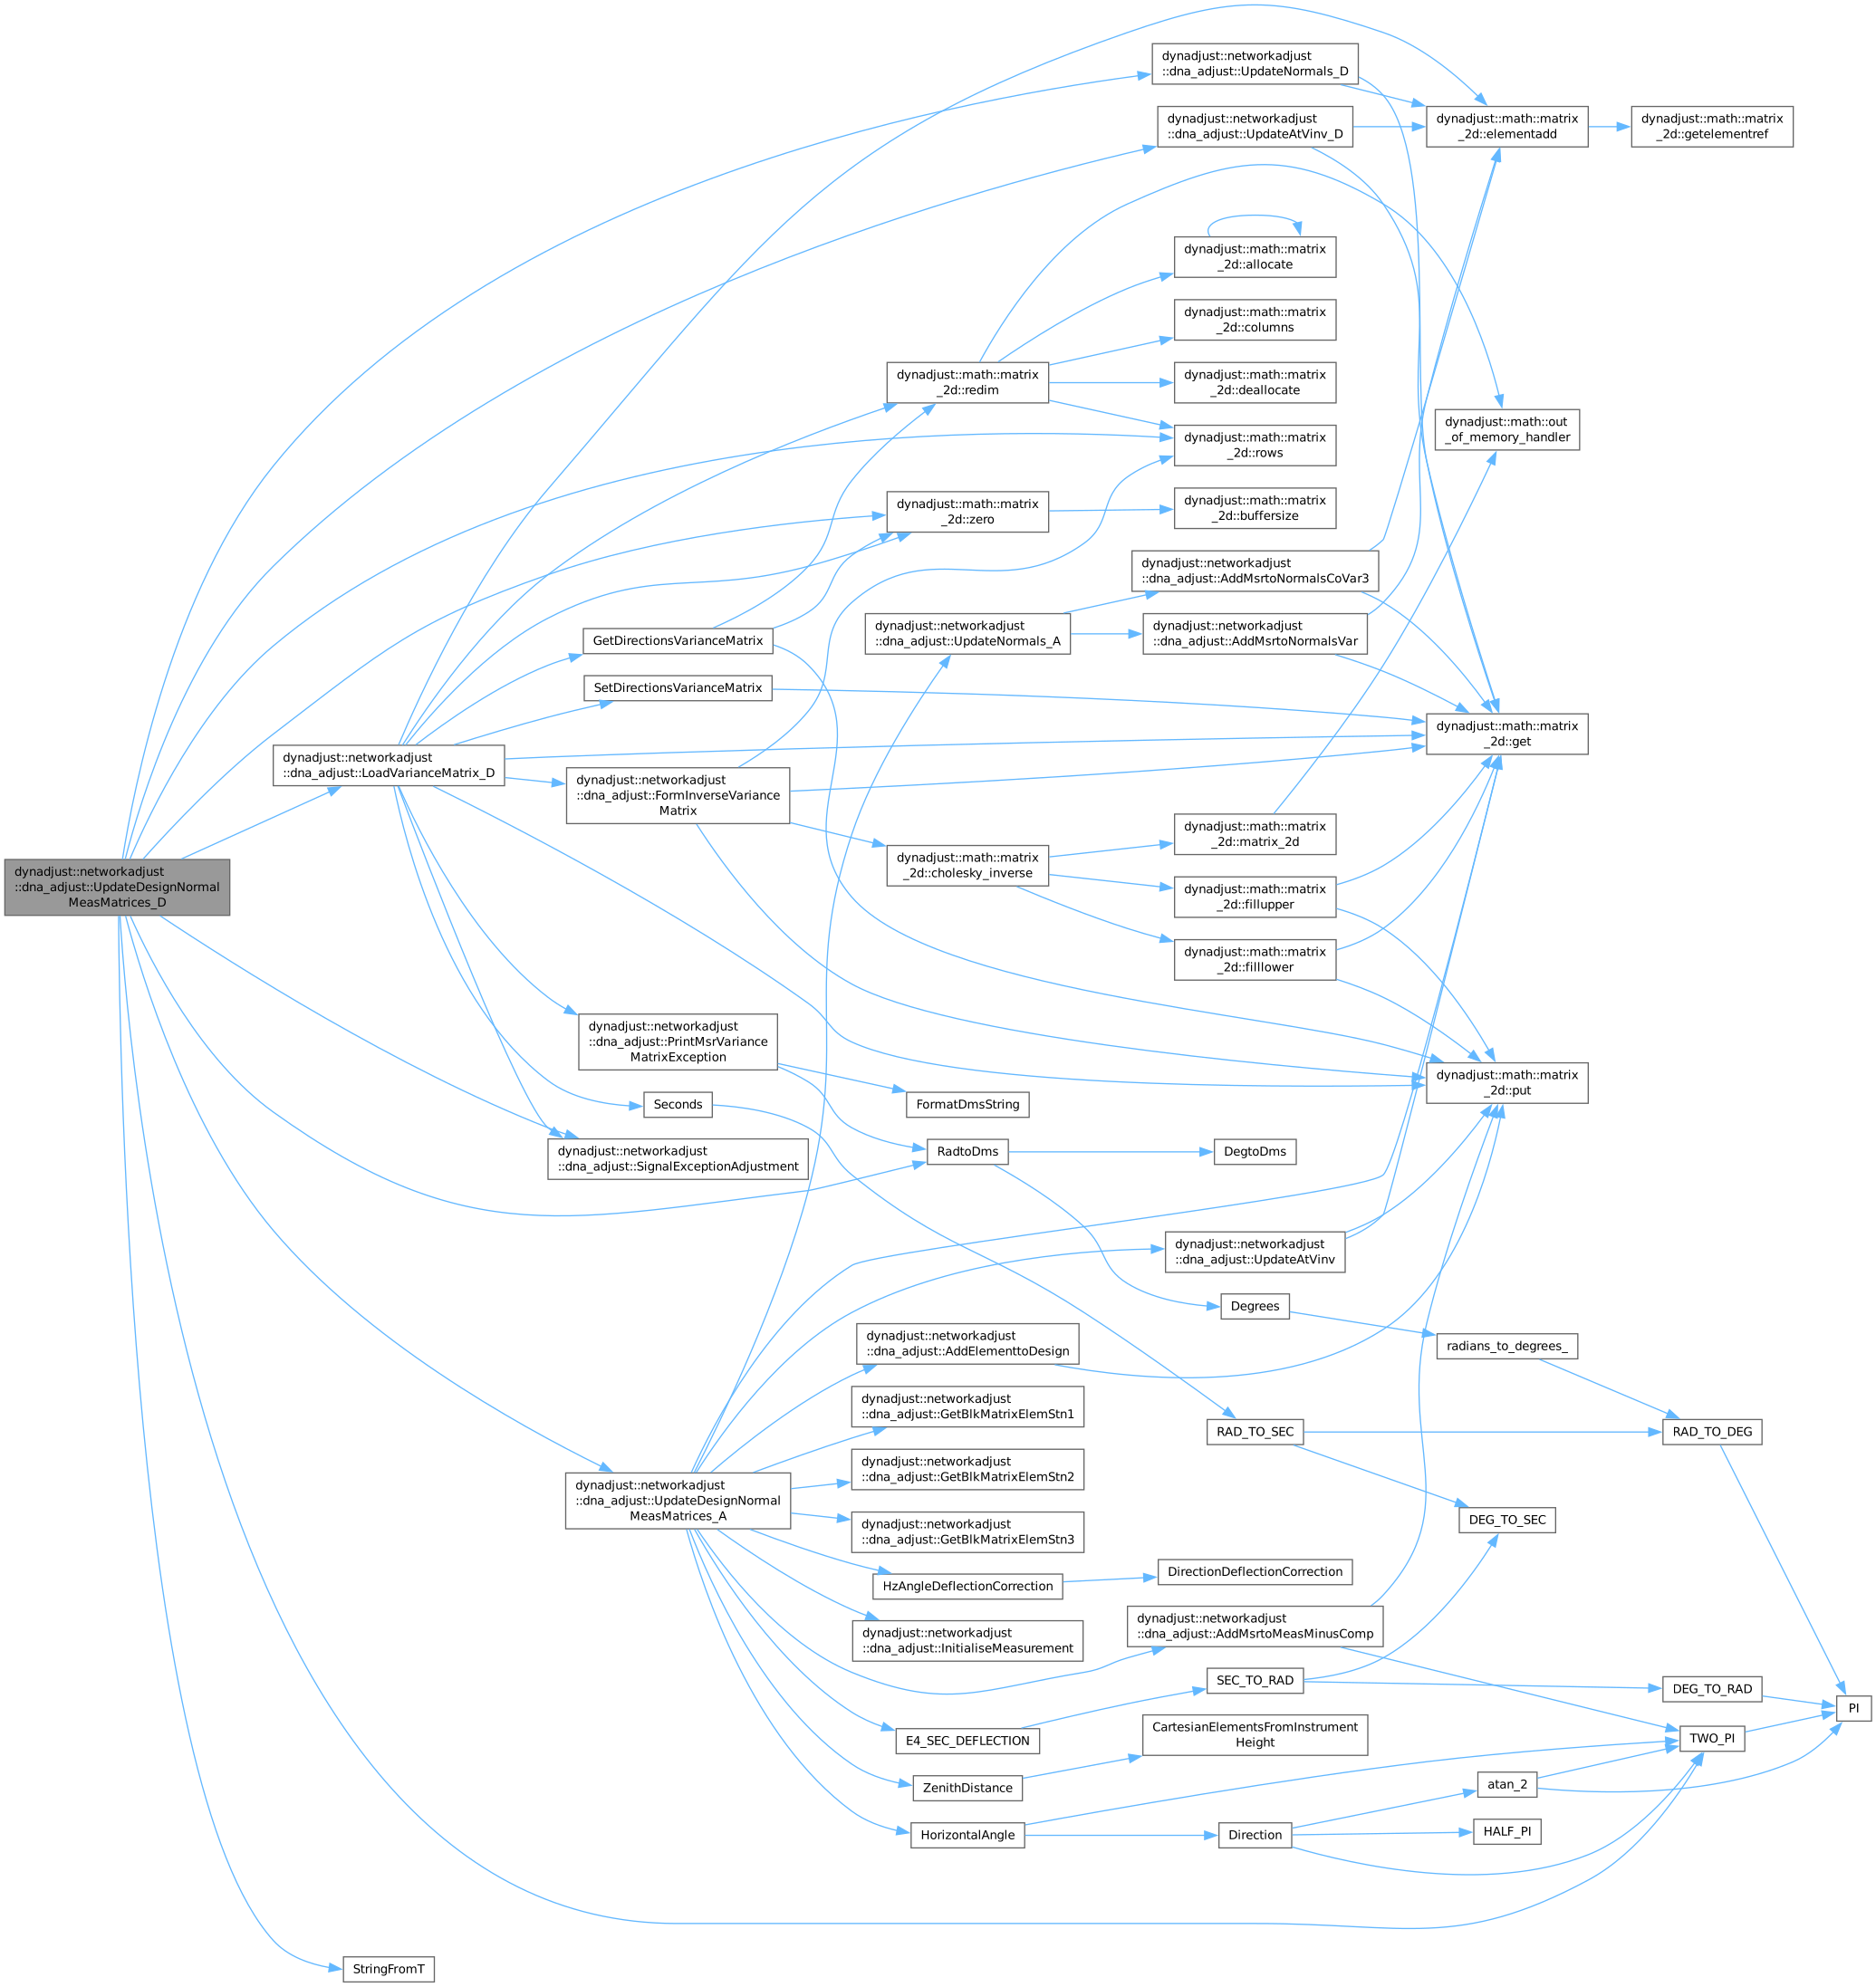 dynadjust::networkadjust
::dna_adjust::UpdateDesignNormal
MeasMatrices_D
dynadjust::networkadjust
::dna_adjust::LoadVarianceMatrix_D
dynadjust::math::matrix
_2d::elementadd
dynadjust::math::matrix
_2d::getelementref
dynadjust::networkadjust
::dna_adjust::UpdateNormals_D
dynadjust::networkadjust
::dna_adjust::UpdateAtVinv_D
dynadjust::math::matrix
_2d::allocate
dynadjust::math::matrix
_2d::columns
dynadjust::math::matrix
_2d::redim
dynadjust::math::matrix
_2d::deallocate
dynadjust::math::matrix
_2d::rows
dynadjust::math::out
_of_memory_handler
dynadjust::math::matrix
_2d::zero
dynadjust::math::matrix
_2d::buffersize
dynadjust::networkadjust
::dna_adjust::AddMsrtoNormalsCoVar3
dynadjust::networkadjust
::dna_adjust::UpdateNormals_A
dynadjust::networkadjust
::dna_adjust::AddMsrtoNormalsVar
GetDirectionsVarianceMatrix
SetDirectionsVarianceMatrix
dynadjust::math::matrix
_2d::get
dynadjust::networkadjust
::dna_adjust::FormInverseVariance
Matrix
dynadjust::math::matrix
_2d::cholesky_inverse
dynadjust::math::matrix
_2d::matrix_2d
dynadjust::math::matrix
_2d::fillupper
dynadjust::math::matrix
_2d::filllower
dynadjust::networkadjust
::dna_adjust::PrintMsrVariance
MatrixException
dynadjust::math::matrix
_2d::put
Seconds
FormatDmsString
dynadjust::networkadjust
::dna_adjust::SignalExceptionAdjustment
RadtoDms
DegtoDms
dynadjust::networkadjust
::dna_adjust::UpdateAtVinv
Degrees
radians_to_degrees_
dynadjust::networkadjust
::dna_adjust::AddElementtoDesign
dynadjust::networkadjust
::dna_adjust::GetBlkMatrixElemStn1
RAD_TO_SEC
RAD_TO_DEG
dynadjust::networkadjust
::dna_adjust::GetBlkMatrixElemStn2
dynadjust::networkadjust
::dna_adjust::UpdateDesignNormal
MeasMatrices_A
DEG_TO_SEC
dynadjust::networkadjust
::dna_adjust::GetBlkMatrixElemStn3
HzAngleDeflectionCorrection
DirectionDeflectionCorrection
dynadjust::networkadjust
::dna_adjust::InitialiseMeasurement
dynadjust::networkadjust
::dna_adjust::AddMsrtoMeasMinusComp
SEC_TO_RAD
DEG_TO_RAD
PI
E4_SEC_DEFLECTION
CartesianElementsFromInstrument
Height
TWO_PI
ZenithDistance
atan_2
HorizontalAngle
Direction
HALF_PI
StringFromT